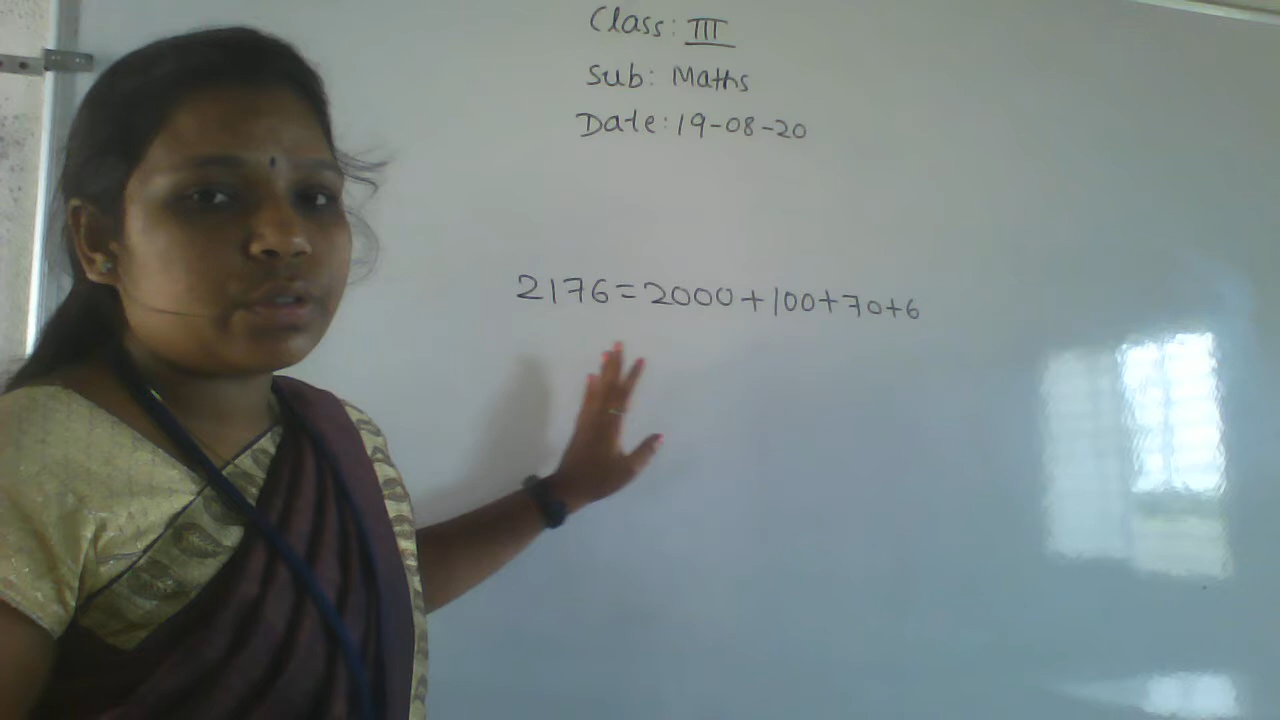 Class: III
Sub: Maths
Date: 19-08-20
2176=2000+100+70+6